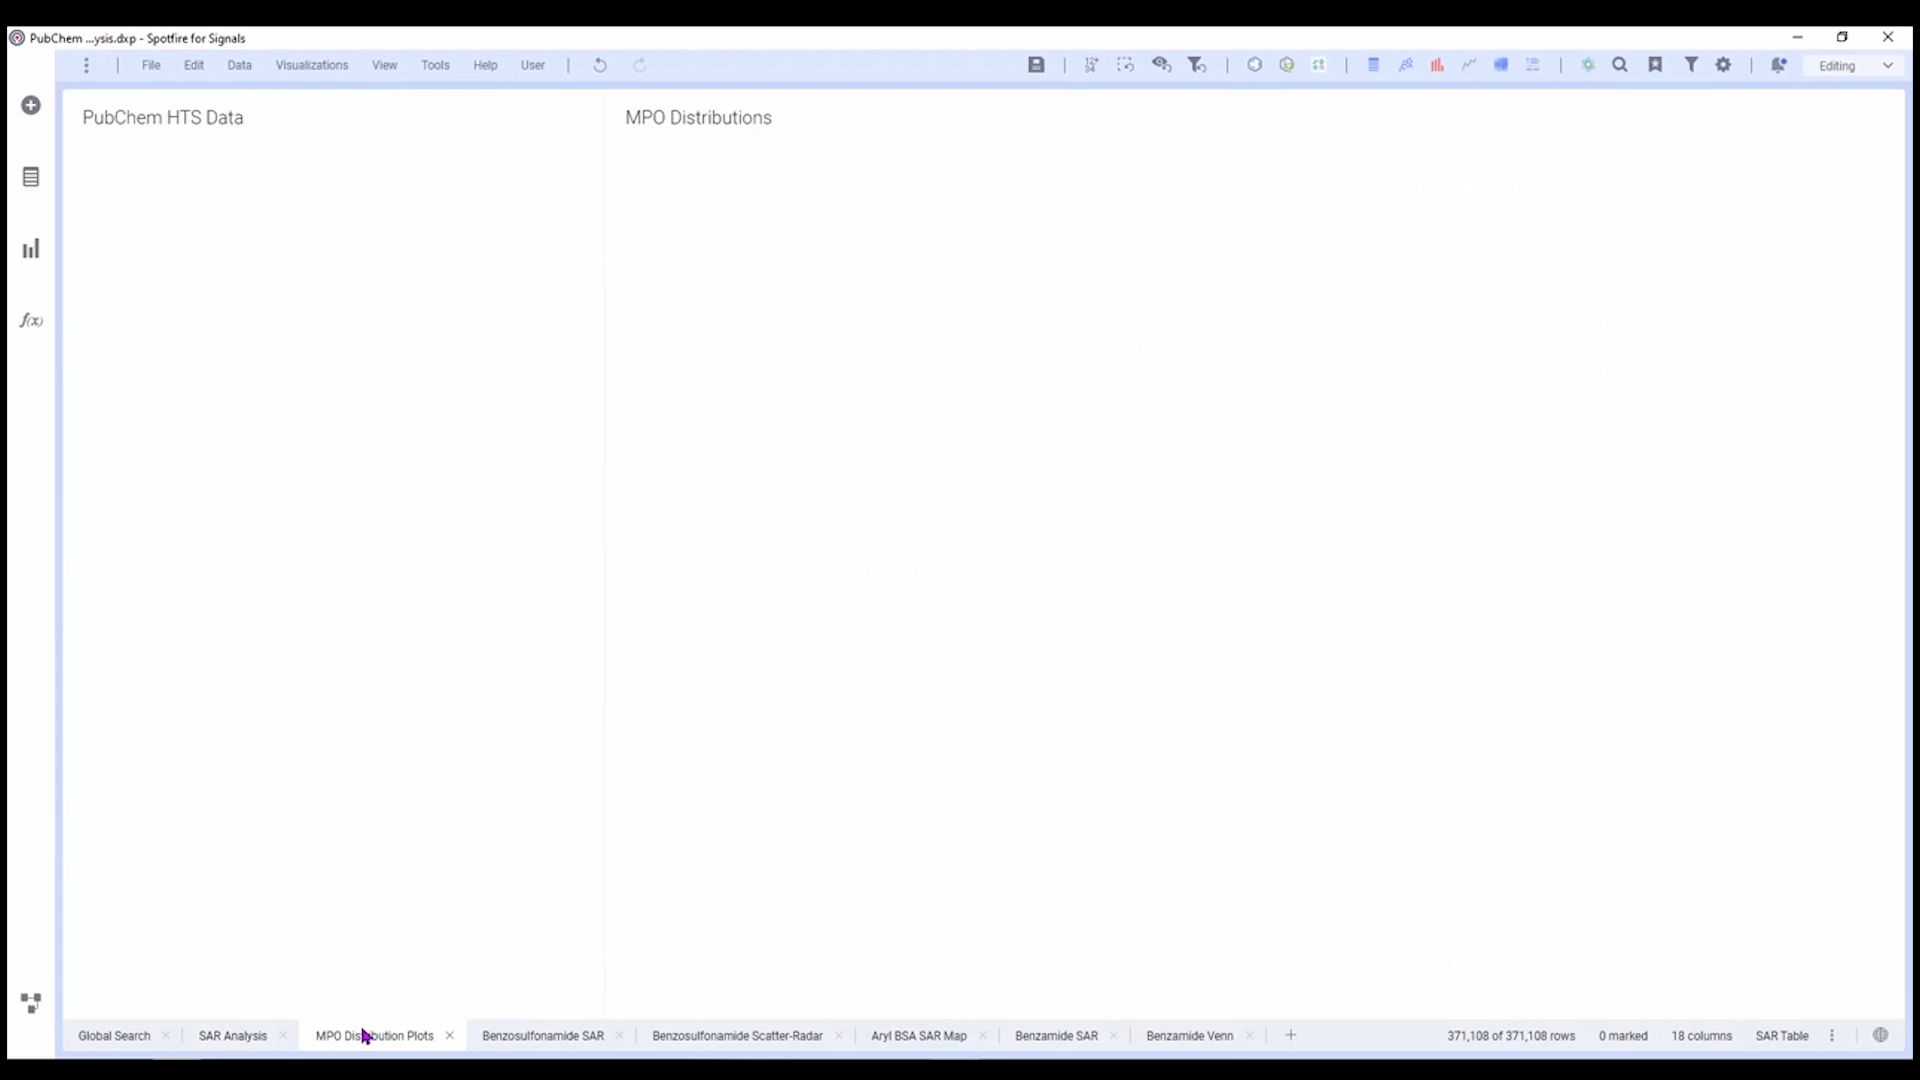 PubChem ...ysis.dxp - Spotfire for Signals
File Edit Data Visualizations View Tools Help User Editing
PubChem HTS Data
MPO Distributions
f(x)
Global Search SAR Analysis MPO Distribution Plots Benzosulfonamide SAR Benzosulfonamide Scatter-Radar Aryl BSA SAR Map Benzamide SAR Benzamide Venn 371,108 of 371,108 rows 0 marked 18 columns SAR Table